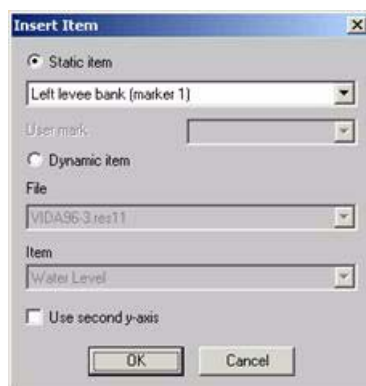 Insert Item
Static item
Left levee bank (marker 1)
User mark
Dynamic item
File
VIDA96-3.res11
Item
Water Level
Use second y-axis
OK Cancel